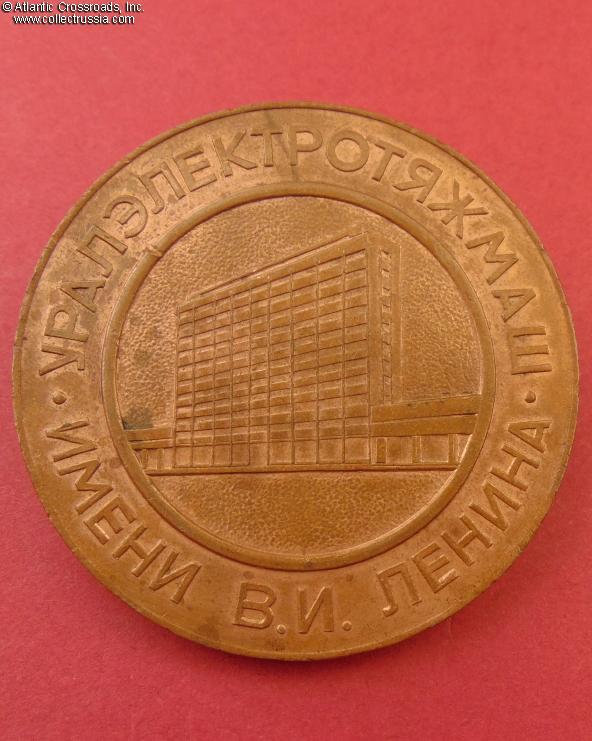 © Atlantic Crossroads, Inc.
www.collectrussia.com
УРАЛЭЛЕКТРОТЯЖМАШ
• ИМЕНИ В.И. ЛЕНИНА •